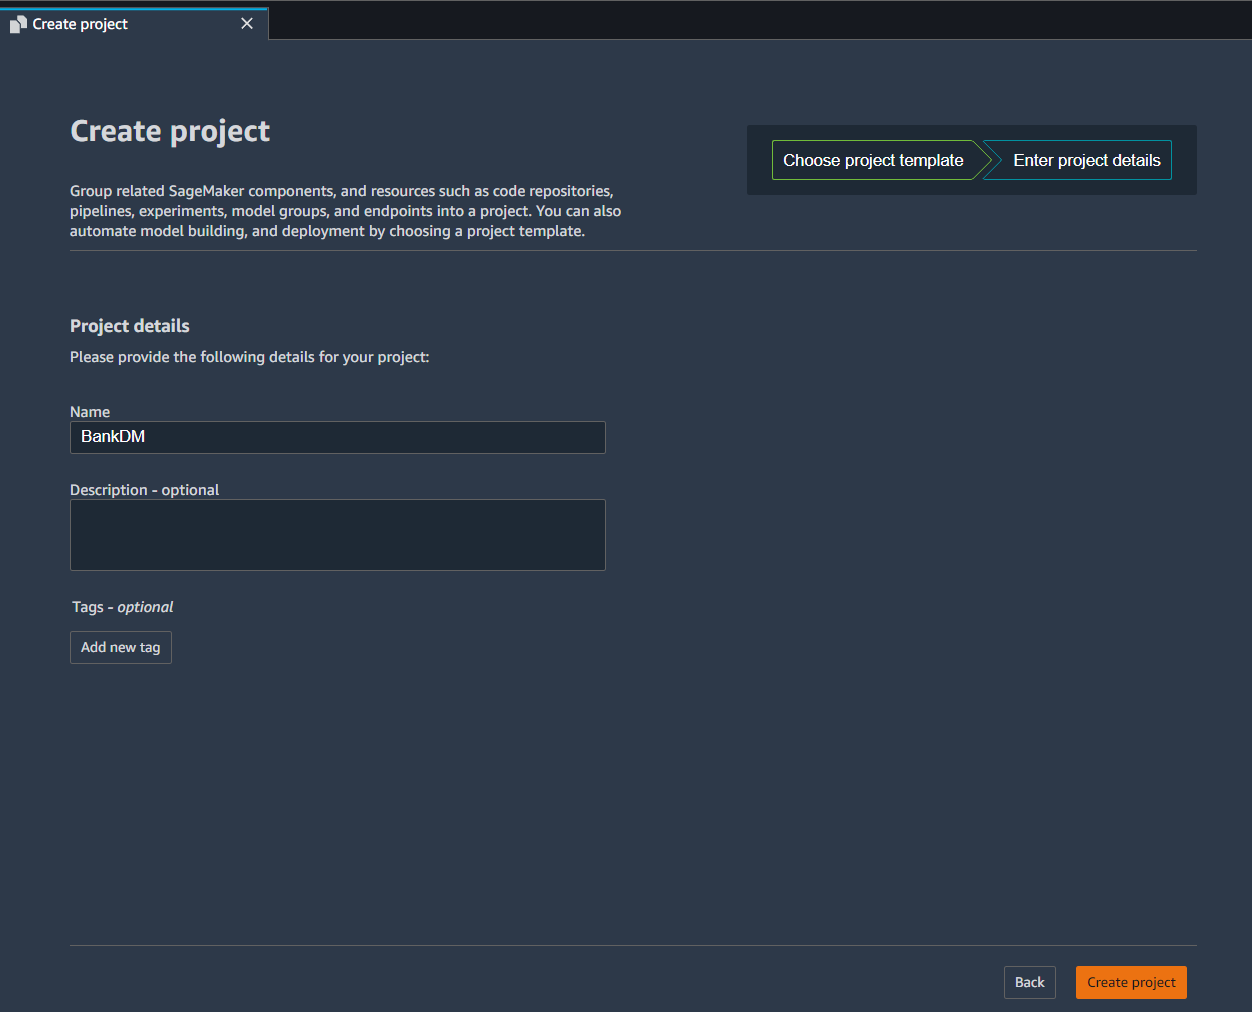 Create project
Create project
Choose project template
Enter project details
Group related SageMaker components, and resources such as code repositories,
pipelines, experiments, model groups, and endpoints into a project. You can also
automate model building, and deployment by choosing a project template.
Project details
Please provide the following details for your project:
Name
BankDM
Description - optional
Tags - optional
Add new tag
Back
Create project